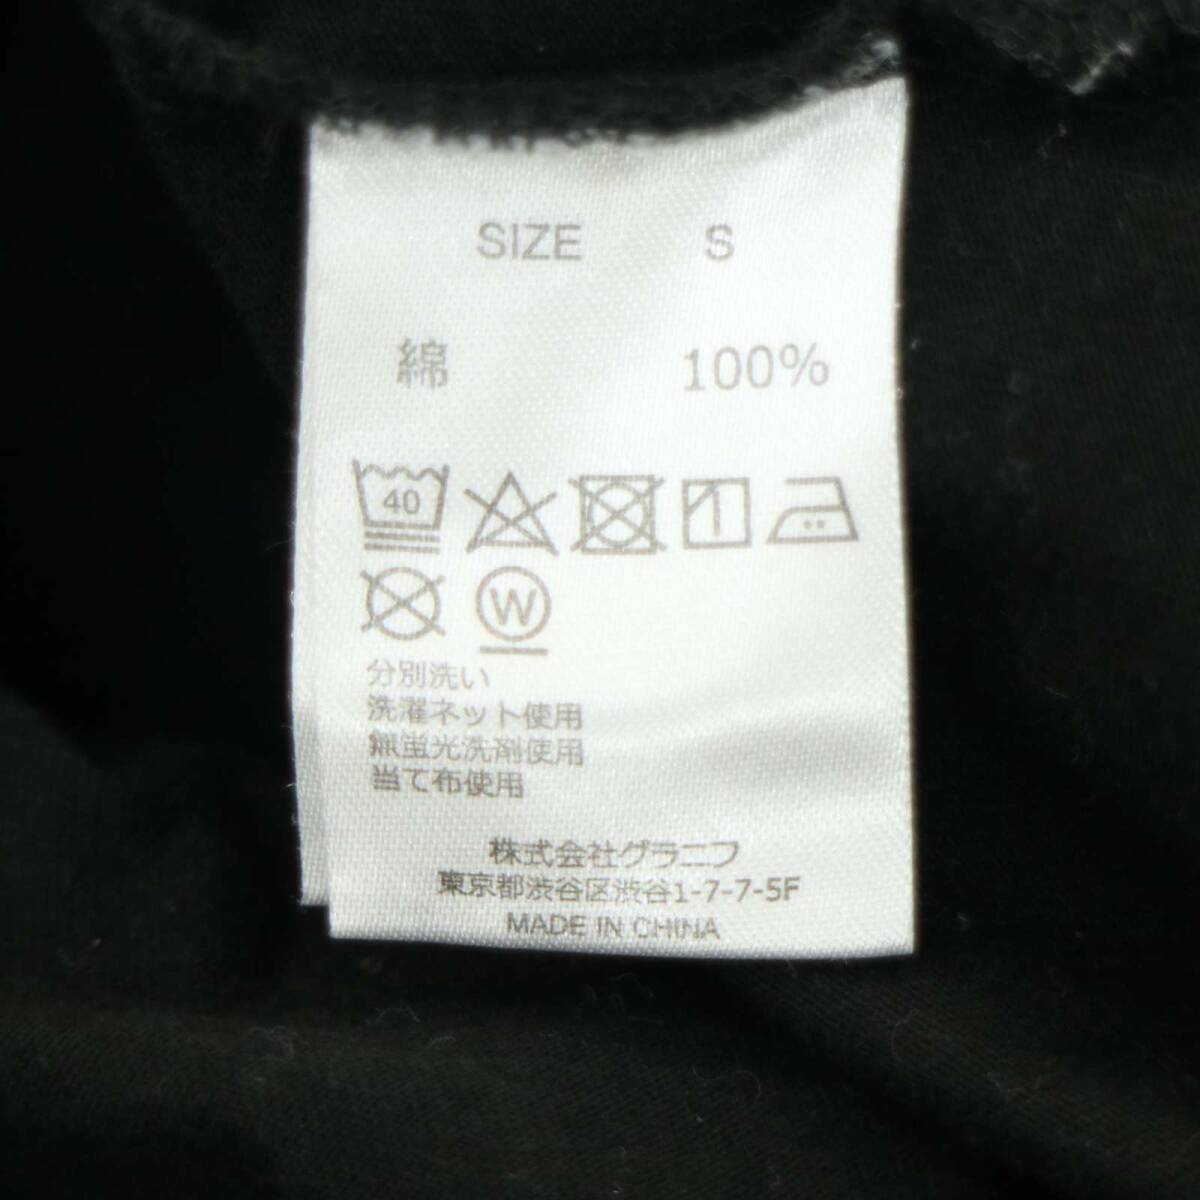 SIZE S
綿 100%
40
W
分別洗い
洗濯ネット使用
無蛍光洗剤使用
当て布使用
株式会社グラニフ
東京都渋谷区渋谷1-7-7-5F
MADE IN CHINA